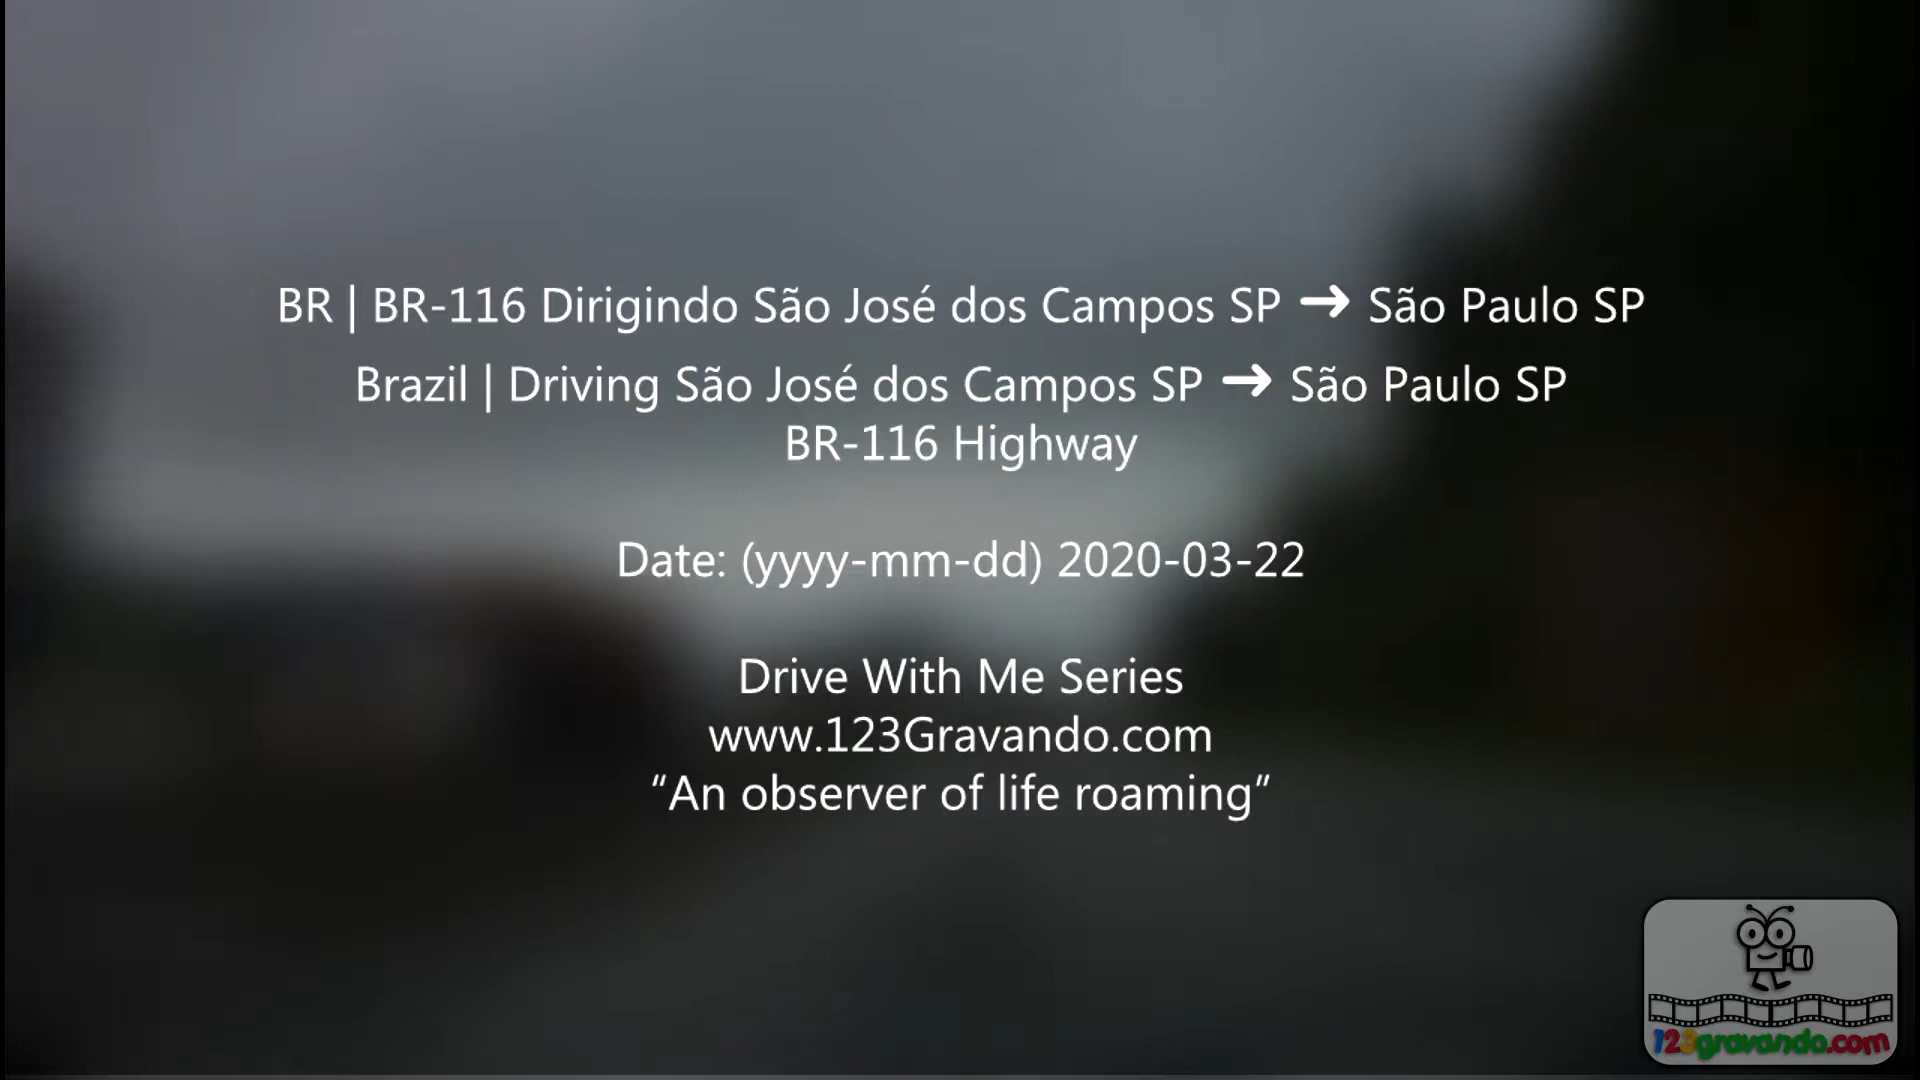 BR | BR-116 Dirigindo São José dos Campos SP ➜ São Paulo SP
Brazil | Driving São José dos Campos SP ➜ São Paulo SP
BR-116 Highway
Date: (yyyy-mm-dd) 2020-03-22
Drive With Me Series
www.123Gravando.com
“An observer of life roaming”
123gravando.com